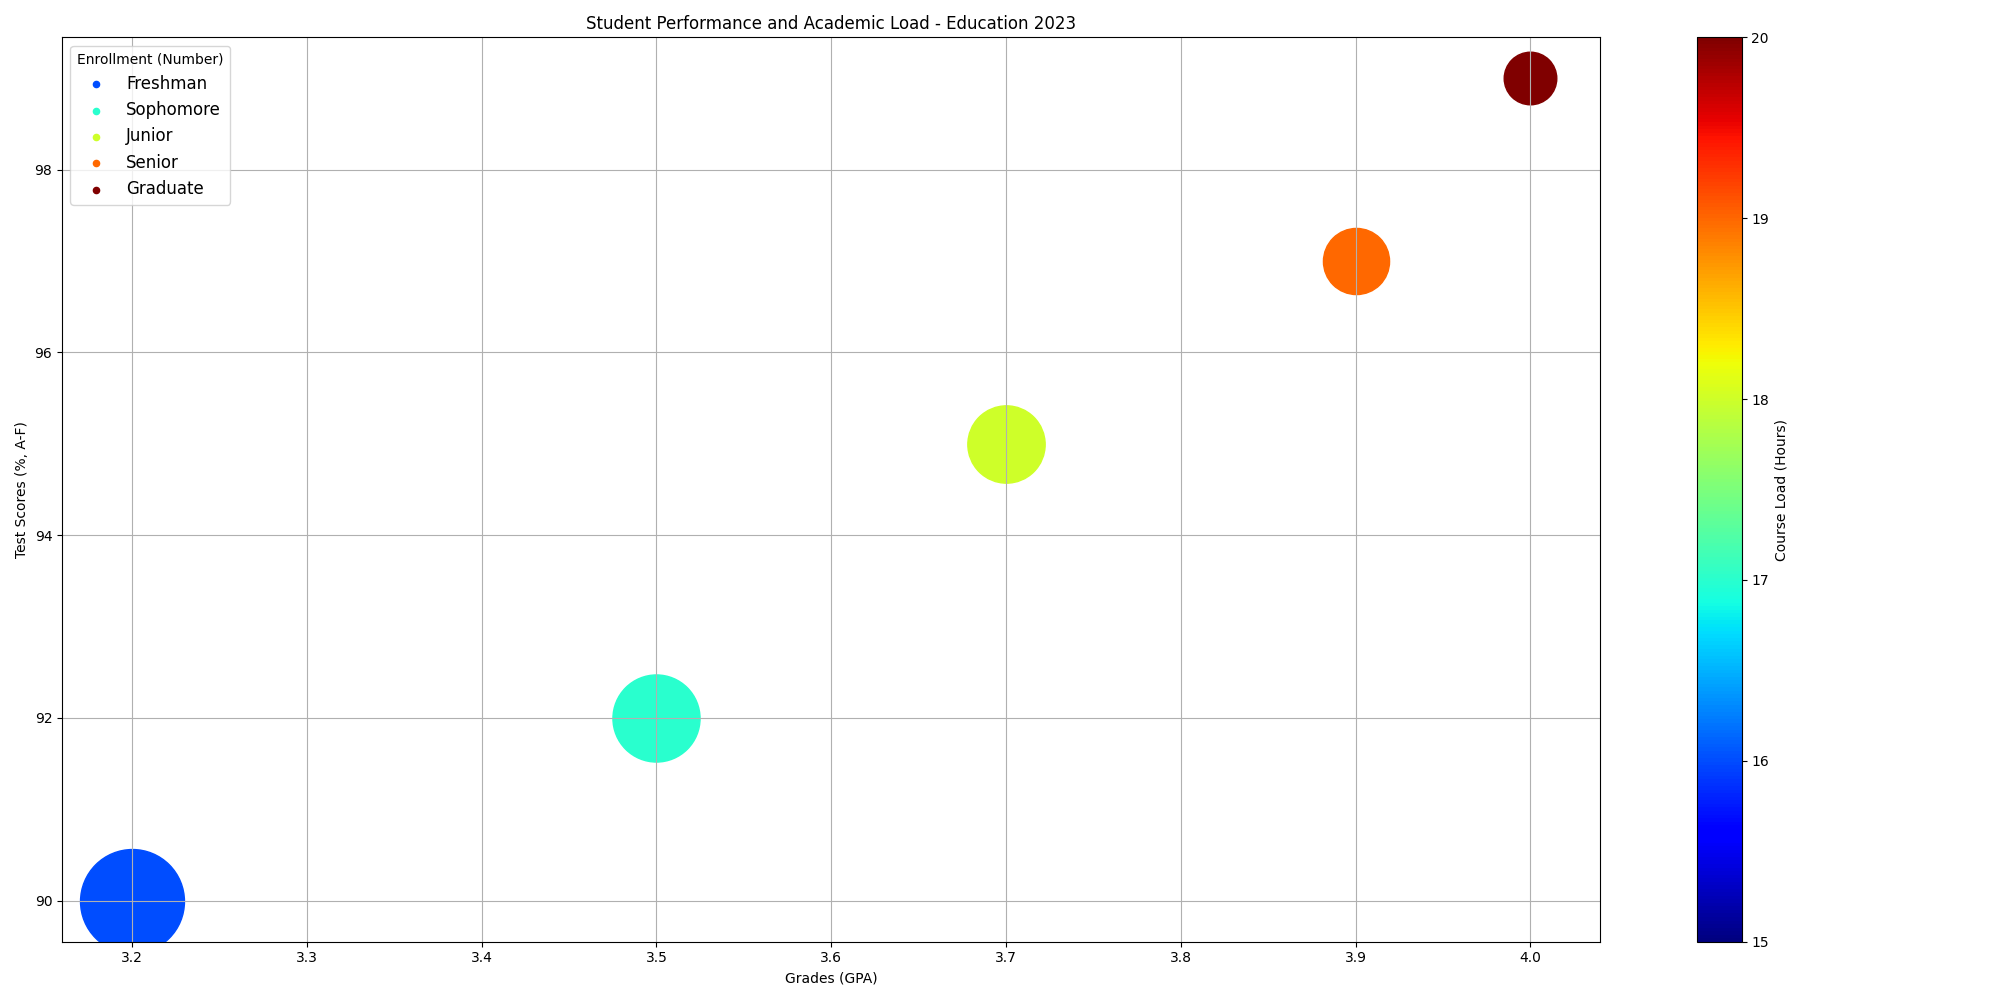 Student Performance and Academic Load - Education 2023
Enrollment (Number)
Freshman
Sophomore
Junior
Senior
Graduate
Test Scores (%, A-F)
98
96
94
92
90
3.2 3.3 3.4 3.5 3.6 3.7 3.8 3.9 4.0
Grades (GPA)
20
19
18
17
16
15
Course Load (Hours)